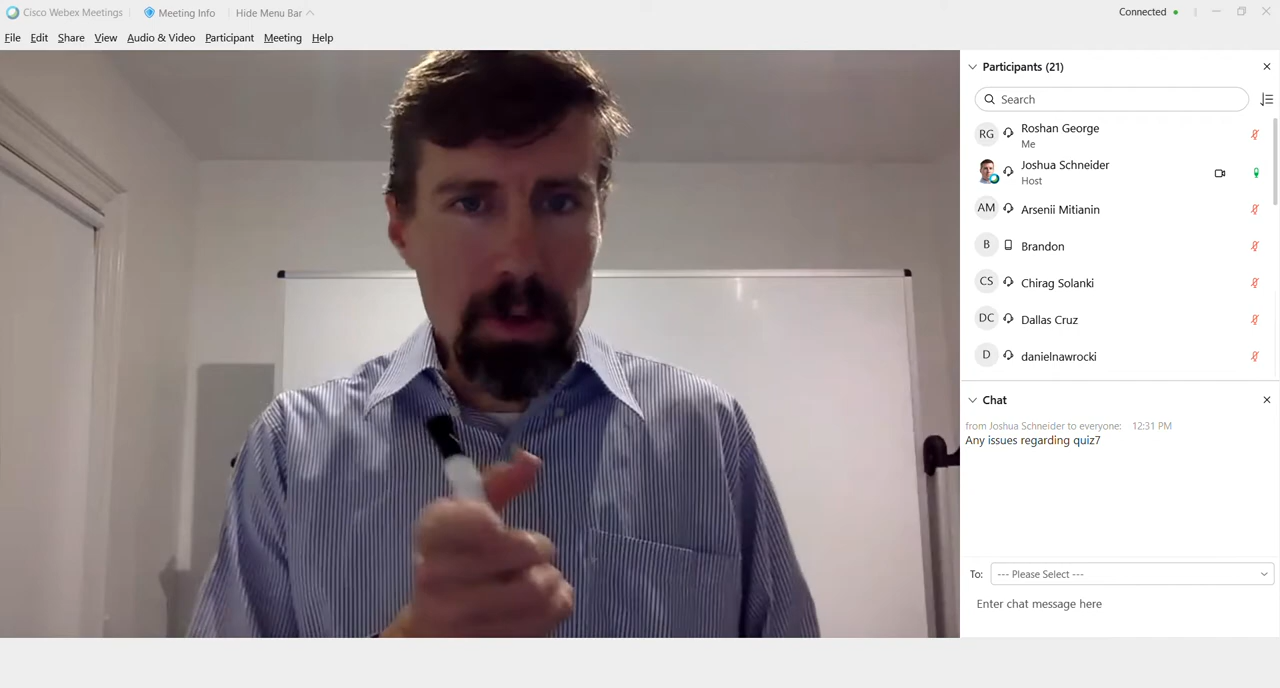 Cisco Webex Meetings
Meeting Info
Hide Menu Bar
Connected
File Edit Share View Audio & Video Participant Meeting Help
Participants (21)
Search
RG Roshan George
Me
Joshua Schneider
Host
AM Arsenii Mitianin
B Brandon
CS Chirag Solanki
DC Dallas Cruz
D danielnawrocki
Chat
from Joshua Schneider to everyone: 12:31 PM
Any issues regarding quiz7
To: --- Please Select ---
Enter chat message here